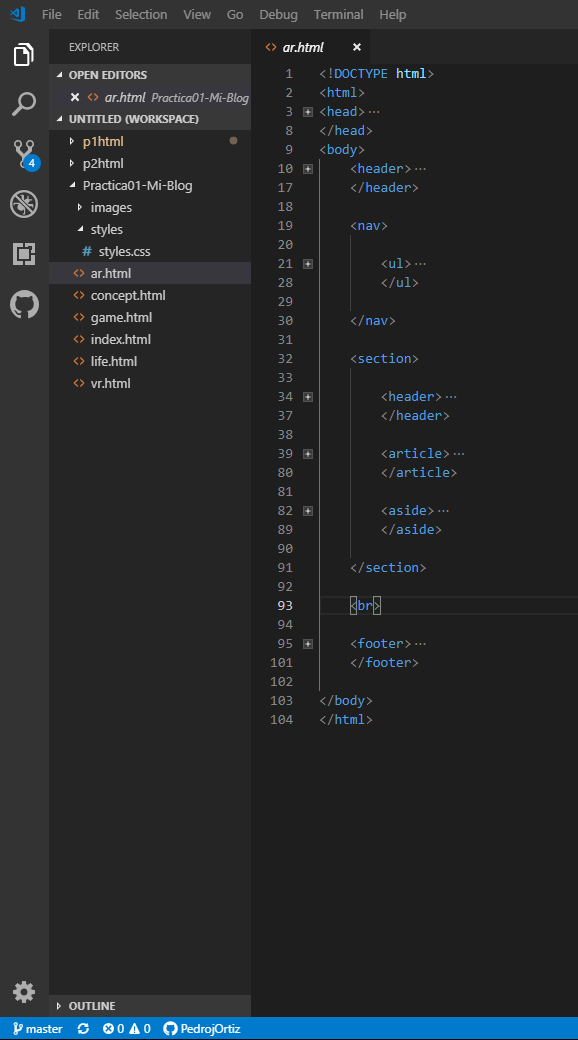 File Edit Selection View Go Debug Terminal Help
EXPLORER
OPEN EDITORS
ar.html Practica01-Mi-Blog
UNTITLED (WORKSPACE)
p1html
p2html
Practica01-Mi-Blog
images
styles
# styles.css
ar.html
concept.html
game.html
index.html
life.html
vr.html
OUTLINE
4
ar.html
1 <!DOCTYPE html>
2 <html>
3 <head>…
8 </head>
9 <body>
10 <header>…
17 </header>
18
19 <nav>
20
21 <ul>…
28 </ul>
29
30 </nav>
31
32 <section>
33
34 <header>…
37 </header>
38
39 <article>…
80 </article>
81
82 <aside>…
89 </aside>
90
91 </section>
92
93 <br>
94
95 <footer>…
101 </footer>
102
103 </body>
104 </html>
master 0 0 PedrojOrtiz